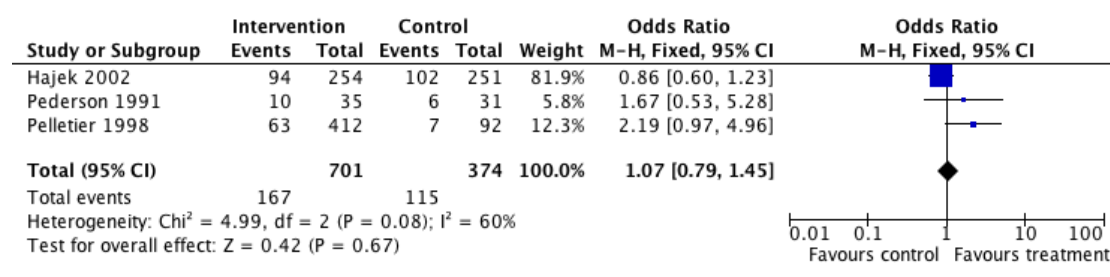 Intervention Control Odds Ratio Odds Ratio
Study or Subgroup Events Total Events Total Weight M-H, Fixed, 95% CI M-H, Fixed, 95% CI
Hajek 2002 94 254 102 251 81.9% 0.86 [0.60, 1.23]
Pederson 1991 10 35 6 31 5.8% 1.67 [0.53, 5.28]
Pelletier 1998 63 412 7 92 12.3% 2.19 [0.97, 4.96]
Total (95% CI) 701 374 100.0% 1.07 [0.79, 1.45]
Total events 167 115
Heterogeneity: Chi² = 4.99, df = 2 (P = 0.08); I² = 60%
Test for overall effect: Z = 0.42 (P = 0.67)
0.01 0.1 1 10 100
Favours control Favours treatment